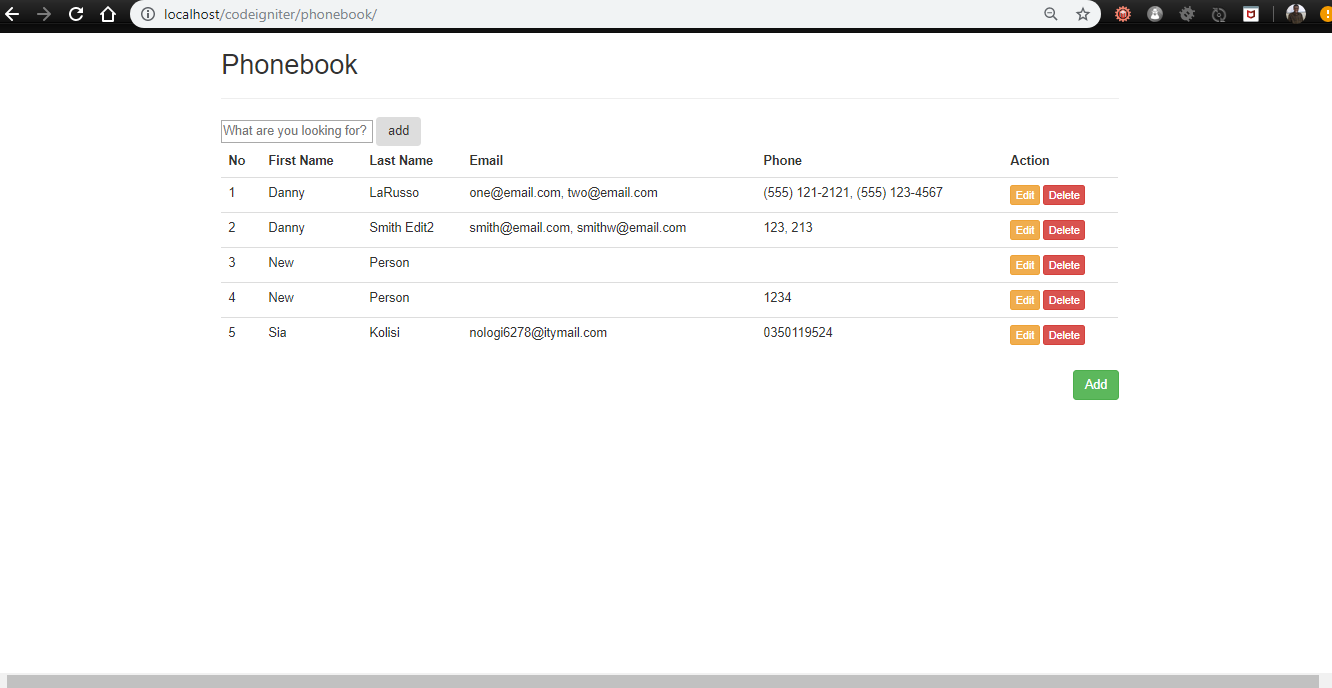 localhost/codeigniter/phonebook/
Phonebook
What are you looking for? add
No First Name Last Name Email Phone Action
1 Danny LaRusso one@email.com, two@email.com (555) 121-2121, (555) 123-4567 Edit Delete
2 Danny Smith Edit2 smith@email.com, smithw@email.com 123, 213 Edit Delete
3 New Person Edit Delete
4 New Person 1234 Edit Delete
5 Sia Kolisi nologi6278@itymail.com 0350119524 Edit Delete
Add